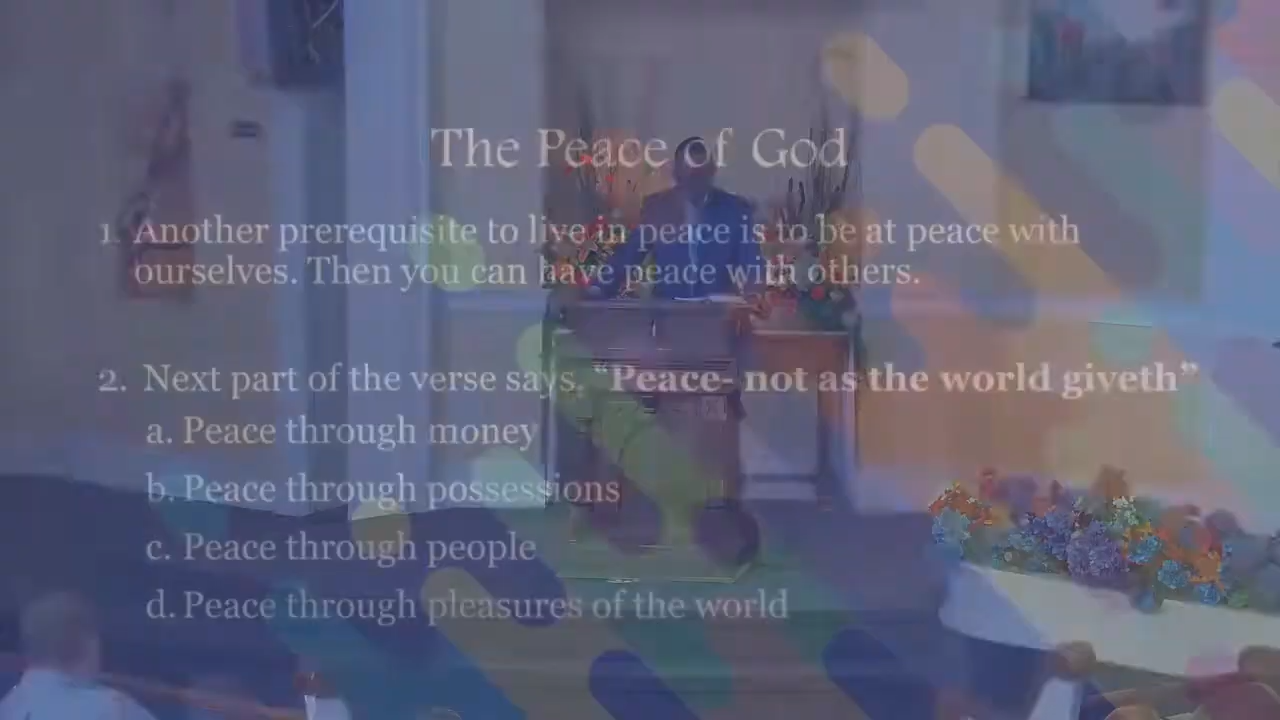 The Peace of God
1. Another prerequisite to live in peace is to be at peace with
ourselves. Then you can have peace with others.
2. Next part of the verse says. “Peace- not as the world giveth”
a. Peace through money
b. Peace through possessions
c. Peace through people
d. Peace through pleasures of the world